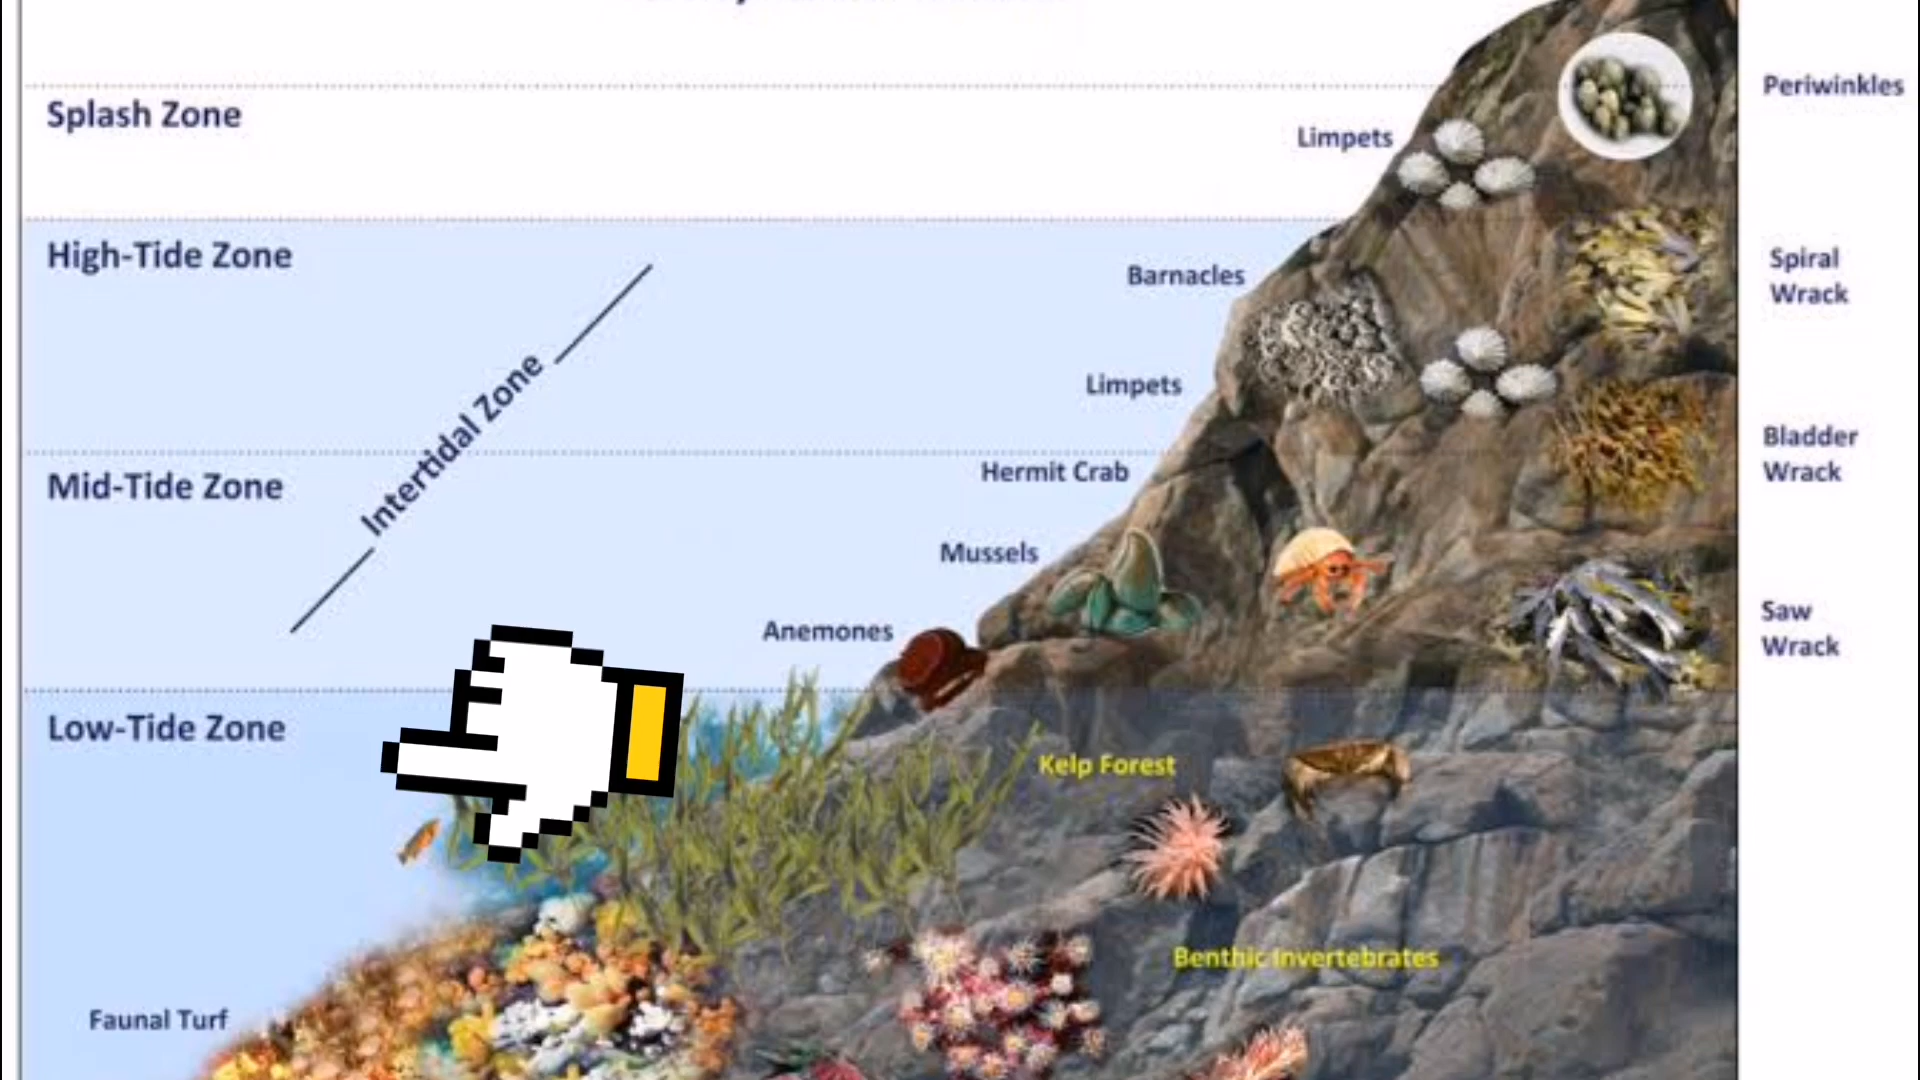 Splash Zone
Periwinkles
Limpets
High-Tide Zone
Barnacles
Spiral
Wrack
Intertidal Zone
Limpets
Bladder
Wrack
Mid-Tide Zone
Hermit Crab
Mussels
Anemones
Saw
Wrack
Low-Tide Zone
Kelp Forest
Benthic Invertebrates
Faunal Turf